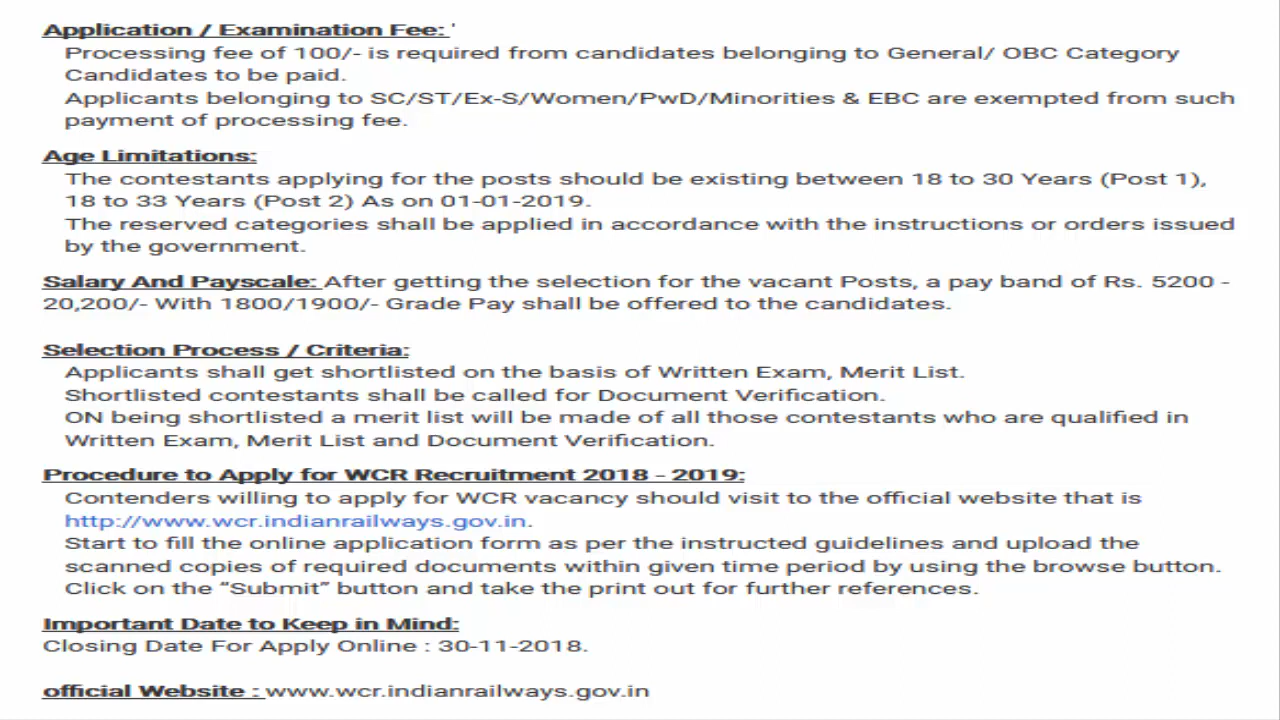 Application / Examination Fee: '
Processing fee of 100/- is required from candidates belonging to General/ OBC Category
Candidates to be paid.
Applicants belonging to SC/ST/Ex-S/Women/PwD/Minorities & EBC are exempted from such
payment of processing fee.
Age Limitations:
The contestants applying for the posts should be existing between 18 to 30 Years (Post 1),
18 to 33 Years (Post 2) As on 01-01-2019.
The reserved categories shall be applied in accordance with the instructions or orders issued
by the government.
Salary And Payscale: After getting the selection for the vacant Posts, a pay band of Rs. 5200 -
20,200/- With 1800/1900/- Grade Pay shall be offered to the candidates.
Selection Process / Criteria:
Applicants shall get shortlisted on the basis of Written Exam, Merit List.
Shortlisted contestants shall be called for Document Verification.
ON being shortlisted a merit list will be made of all those contestants who are qualified in
Written Exam, Merit List and Document Verification.
Procedure to Apply for WCR Recruitment 2018 - 2019:
Contenders willing to apply for WCR vacancy should visit to the official website that is
http://www.wcr.indianrailways.gov.in.
Start to fill the online application form as per the instructed guidelines and upload the
scanned copies of required documents within given time period by using the browse button.
Click on the “Submit” button and take the print out for further references.
Important Date to Keep in Mind:
Closing Date For Apply Online : 30-11-2018.
official Website : www.wcr.indianrailways.gov.in